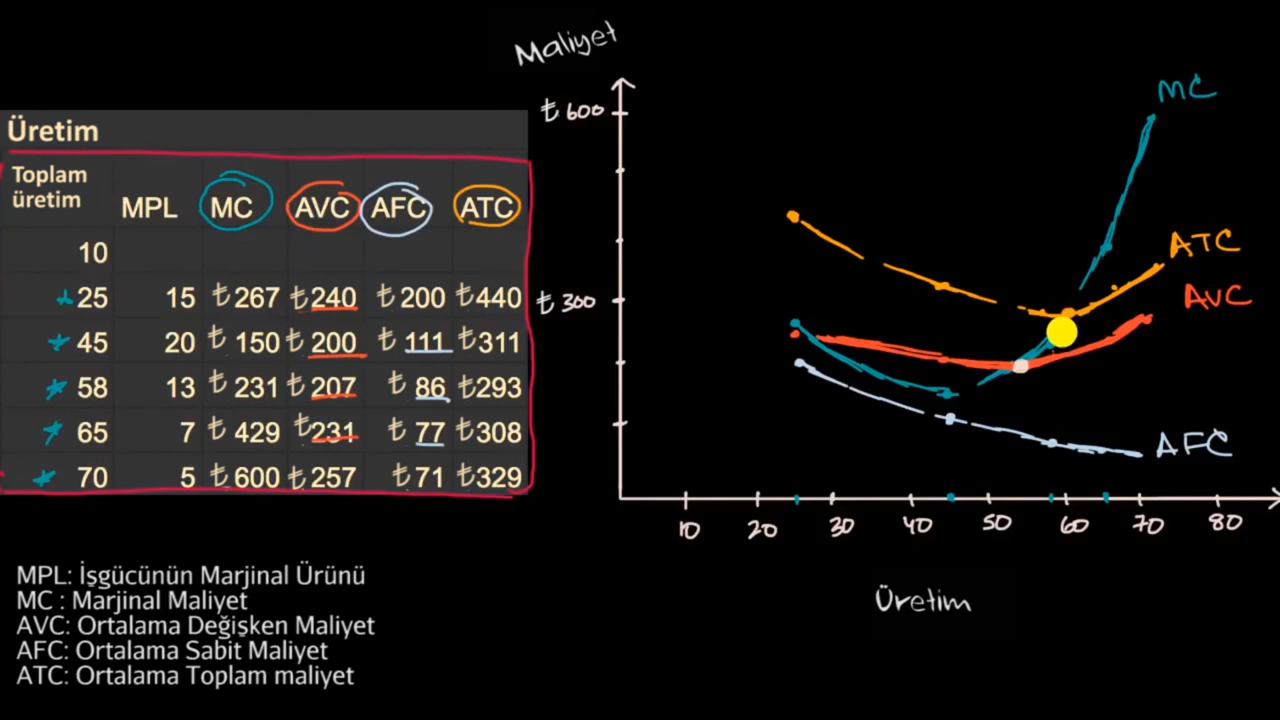 Üretim
Toplam üretim MPL MC AVC AFC ATC
10
25 15 ₺267 ₺240 ₺200 ₺440
45 20 ₺150 ₺200 ₺111 ₺311
58 13 ₺231 ₺207 ₺86 ₺293
65 7 ₺429 ₺231 ₺77 ₺308
70 5 ₺600 ₺257 ₺71 ₺329
MPL: İşgücünün Marjinal Ürünü
MC : Marjinal Maliyet
AVC: Ortalama Değişken Maliyet
AFC: Ortalama Sabit Maliyet
ATC: Ortalama Toplam maliyet
Maliyet
₺600
₺300
MC
ATC
AVC
AFC
10 20 30 40 50 60 70 80
Üretim